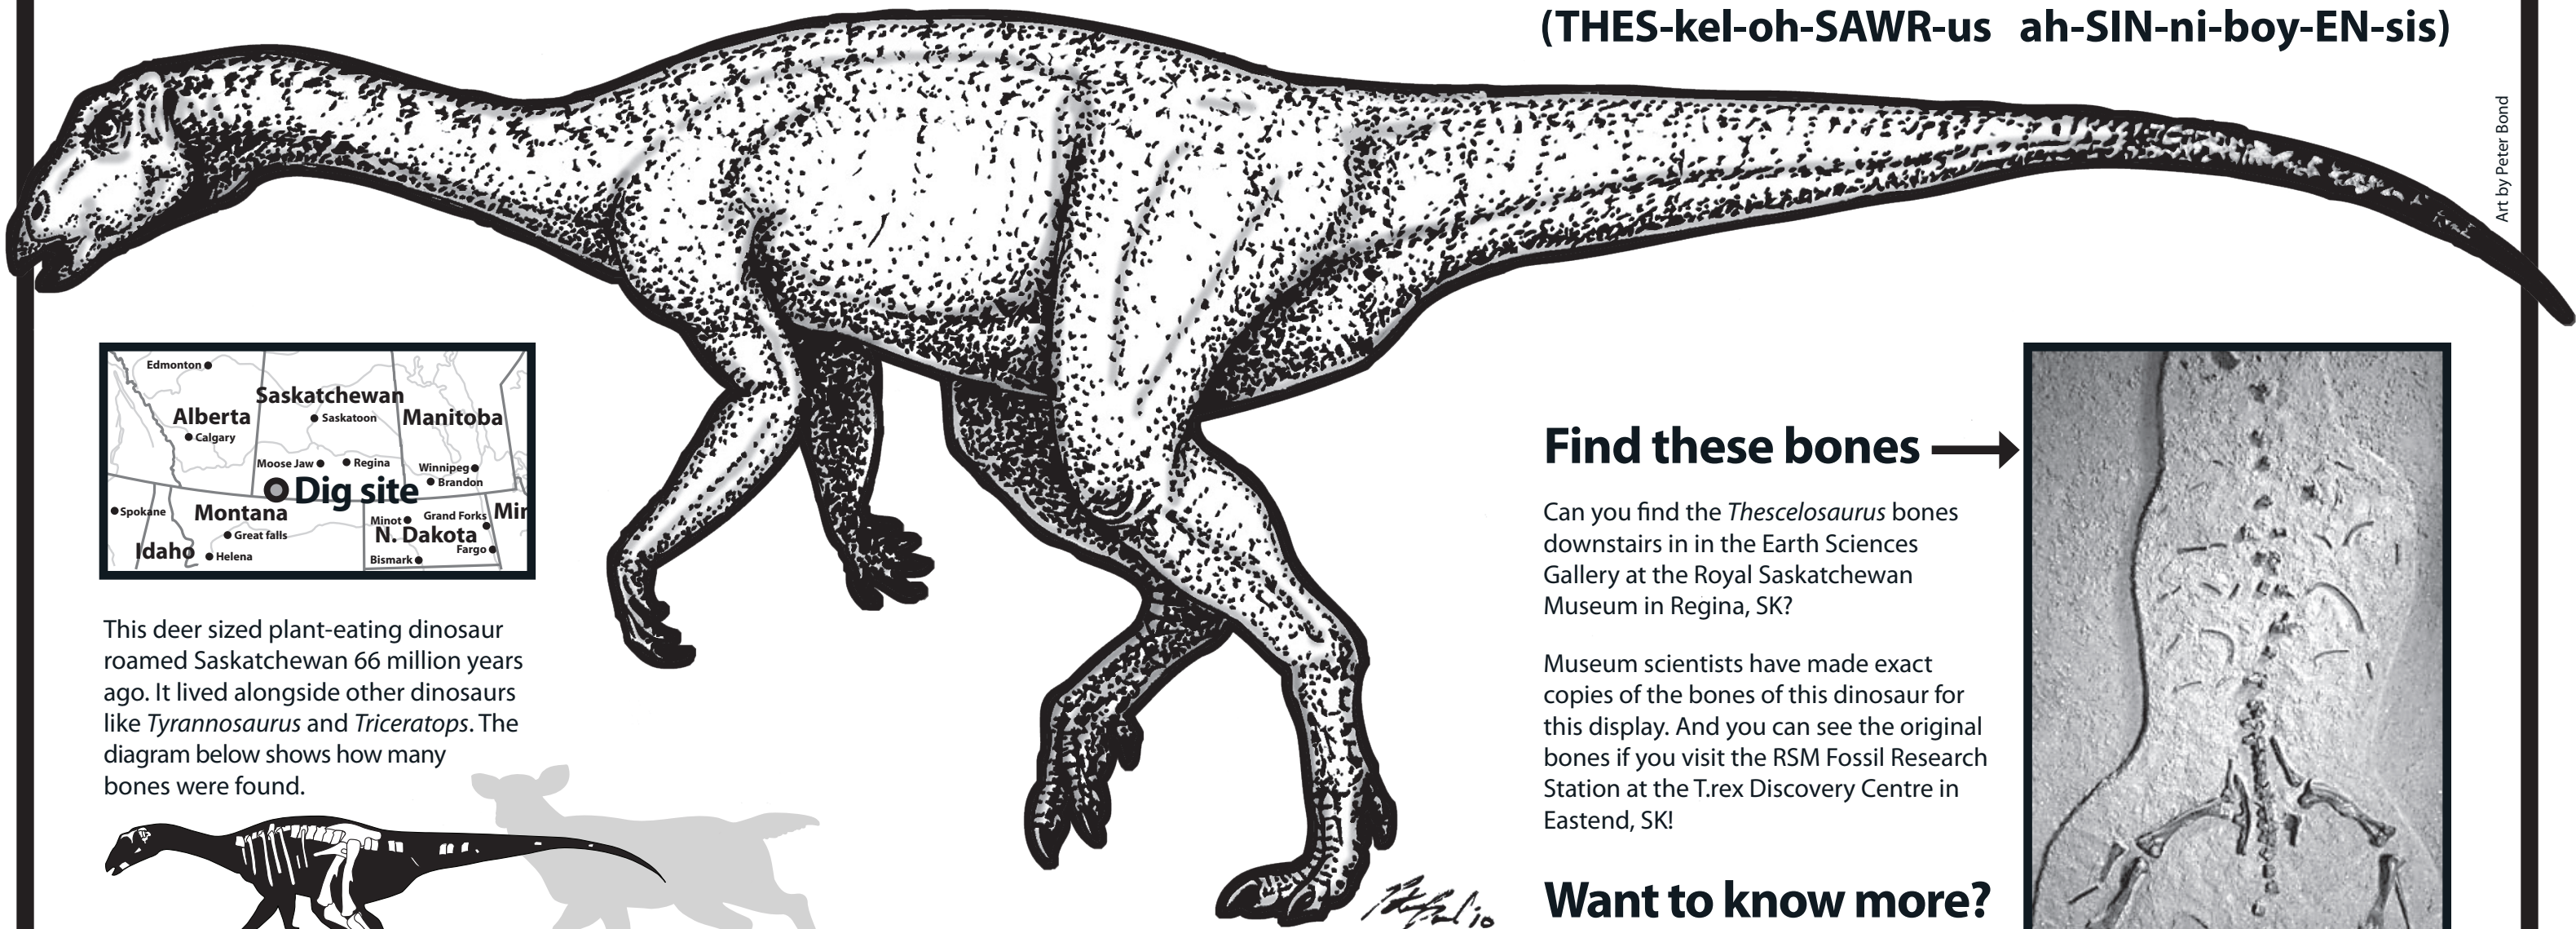 (THES-kel-oh-SAWR-us ah-SIN-ni-boy-EN-sis)
Art by Peter Bond
Edmonton
Saskatchewan
Alberta
Saskatoon
Manitoba
Calgary
Moose Jaw
Regina
Winnipeg
Brandon
Dig site
Spokane
Montana
Minot
Grand Forks
Min
N. Dakota
Great falls
Fargo
Idaho
Helena
Bismark
This deer sized plant-eating dinosaur
roamed Saskatchewan 66 million years
ago. It lived alongside other dinosaurs
like Tyrannosaurus and Triceratops. The
diagram below shows how many
bones were found.
Find these bones
Can you find the Thescelosaurus bones
downstairs in in the Earth Sciences
Gallery at the Royal Saskatchewan
Museum in Regina, SK?
Museum scientists have made exact
copies of the bones of this dinosaur for
this display. And you can see the original
bones if you visit the RSM Fossil Research
Station at the T.rex Discovery Centre in
Eastend, SK!
Want to know more?